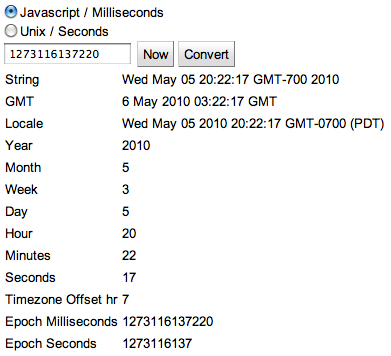 Javascript / Milliseconds
Unix / Seconds
1273116137220 Now Convert
String Wed May 05 20:22:17 GMT-700 2010
GMT 6 May 2010 03:22:17 GMT
Locale Wed May 05 2010 20:22:17 GMT-0700 (PDT)
Year 2010
Month 5
Week 3
Day 5
Hour 20
Minutes 22
Seconds 17
Timezone Offset hr 7
Epoch Milliseconds 1273116137220
Epoch Seconds 1273116137